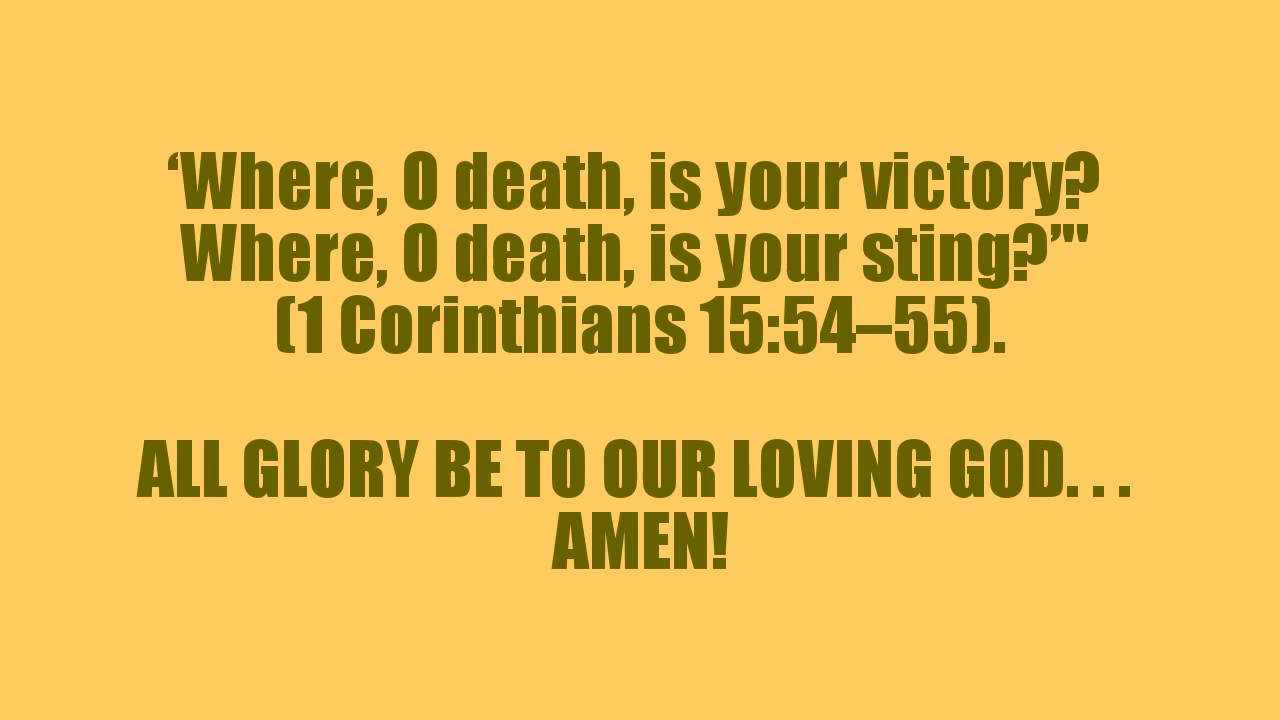 ‘Where, O death, is your victory?
Where, O death, is your sting?’"
(1 Corinthians 15:54–55).
ALL GLORY BE TO OUR LOVING GOD. . .
AMEN!